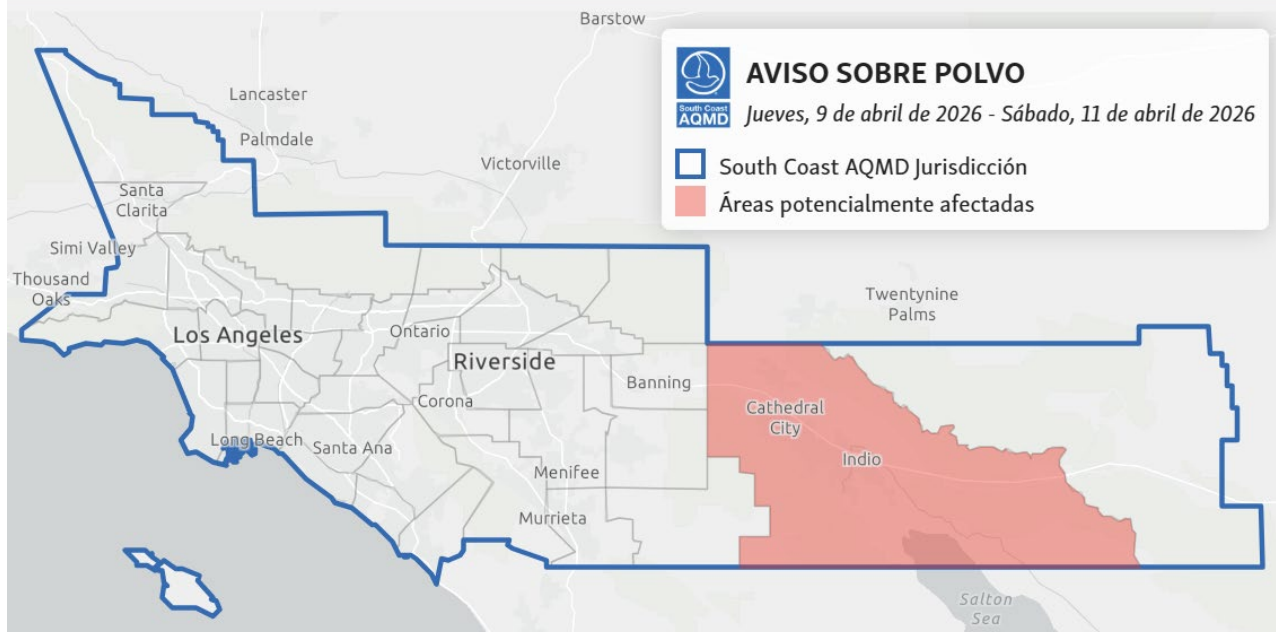 Barstow
AVISO SOBRE POLVO
South Coast
AQMD
Jueves, 9 de abril de 2026 - Sábado, 11 de abril de 2026
South Coast AQMD Jurisdicción
Áreas potencialmente afectadas
Lancaster
Palmdale
Victorville
Santa
Clarita
Simi Valley
Thousand
Oaks
Twentynine
Palms
Los Angeles
Ontario
Riverside
Banning
Corona
Cathedral
City
Long Beach
Santa Ana
Indio
Menifee
Murrieta
Salton
Sea